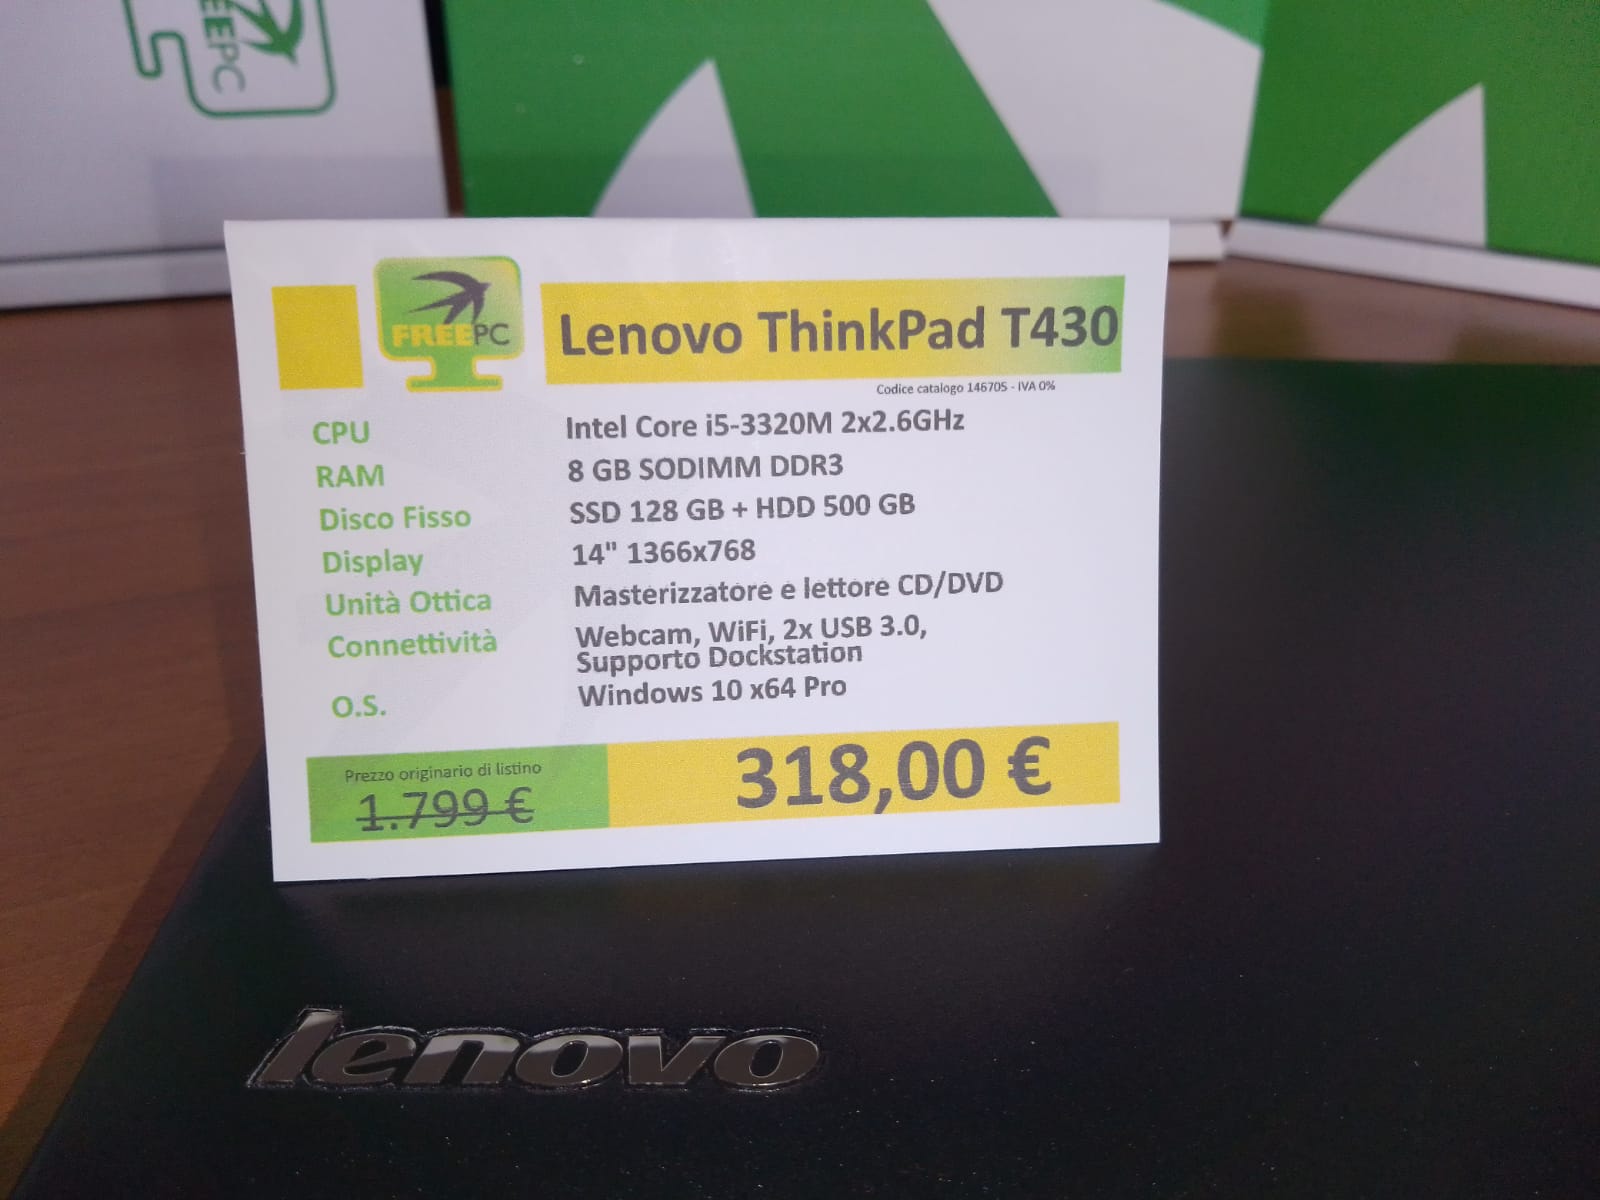 EEPC
FREEPC
Lenovo ThinkPad T430
Codice catalogo 146705 - IVA 0%
CPU Intel Core i5-3320M 2x2.6GHz
RAM 8 GB SODIMM DDR3
Disco Fisso SSD 128 GB + HDD 500 GB
Display 14" 1366x768
Unità Ottica Masterizzatore e lettore CD/DVD
Connettività Webcam, WiFi, 2x USB 3.0,
Supporto Dockstation
O.S. Windows 10 x64 Pro
Prezzo originario di listino
1.799 €
318,00 €
lenovo